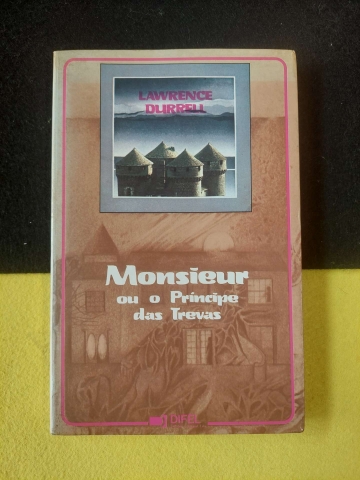 LAWRENCE
DURRELL
Monsieur
ou o Príncipe
das Trevas
DIFEL